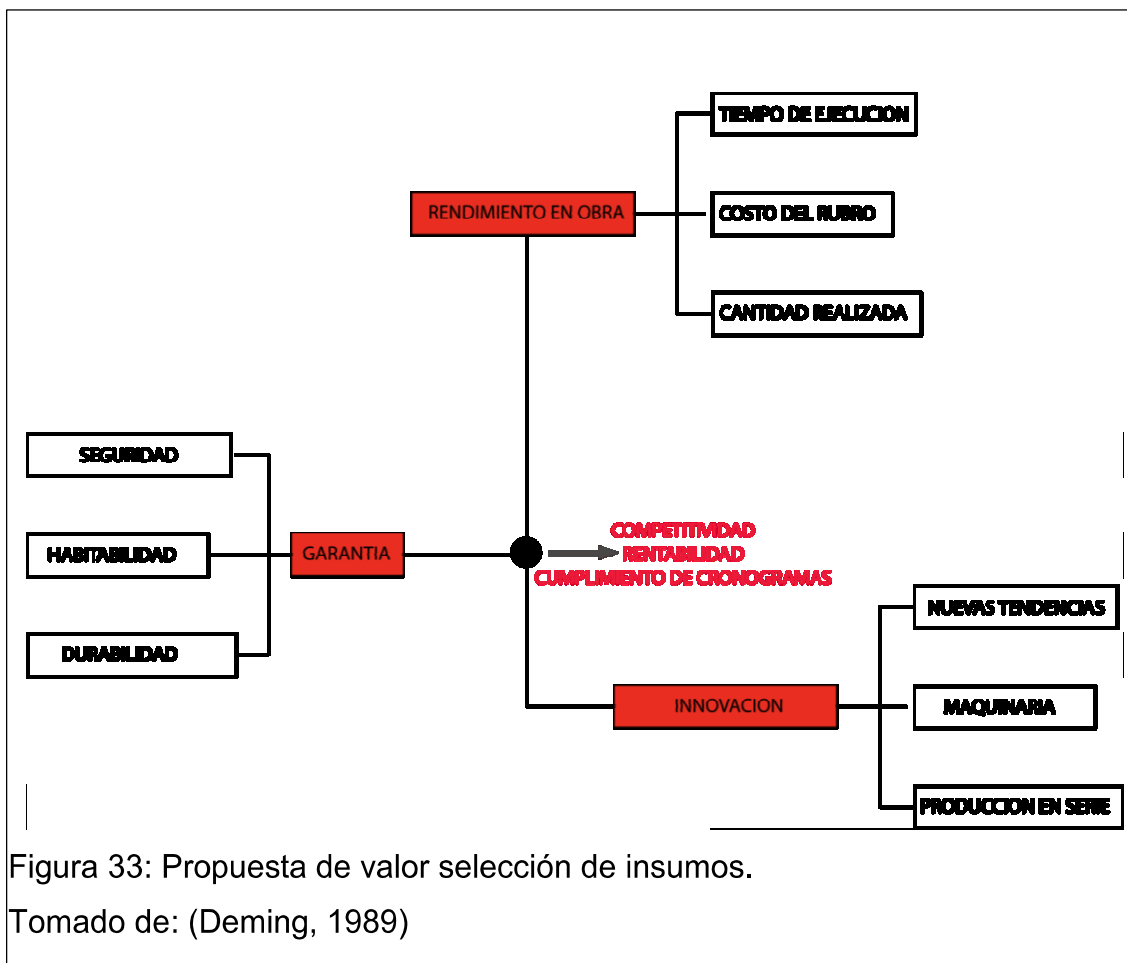 TIEMPO DE EJECUCION
RENDIMIENTO EN OBRA
COSTO DEL RUBRO
CANTIDAD REALIZADA
SEGURIDAD
HABITABILIDAD
GARANTIA
DURABILIDAD
COMPETITIVIDAD
RENTABILIDAD
CUMPLIMIENTO DE CRONOGRAMAS
NUEVAS TENDENCIAS
INNOVACION
MAQUINARIA
PRODUCCION EN SERIE
Figura 33: Propuesta de valor selección de insumos.
Tomado de: (Deming, 1989)